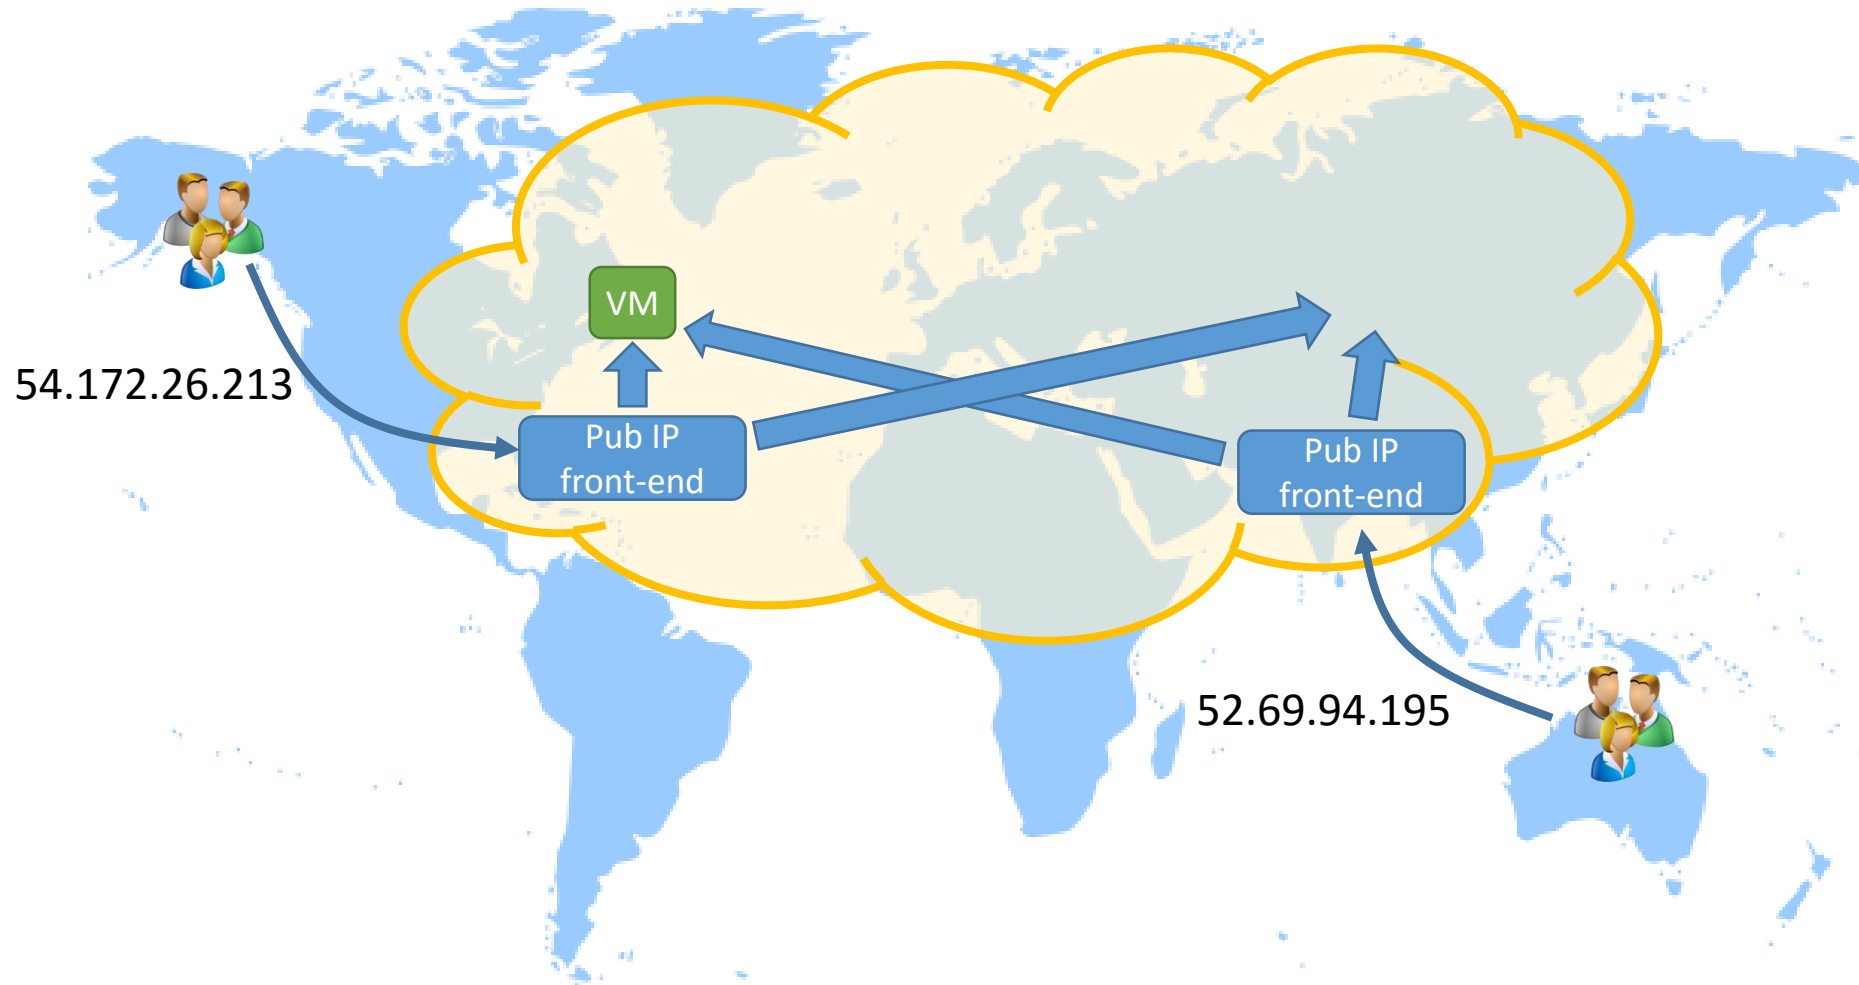 VM
54.172.26.213
Pub IP
front-end
Pub IP
front-end
52.69.94.195